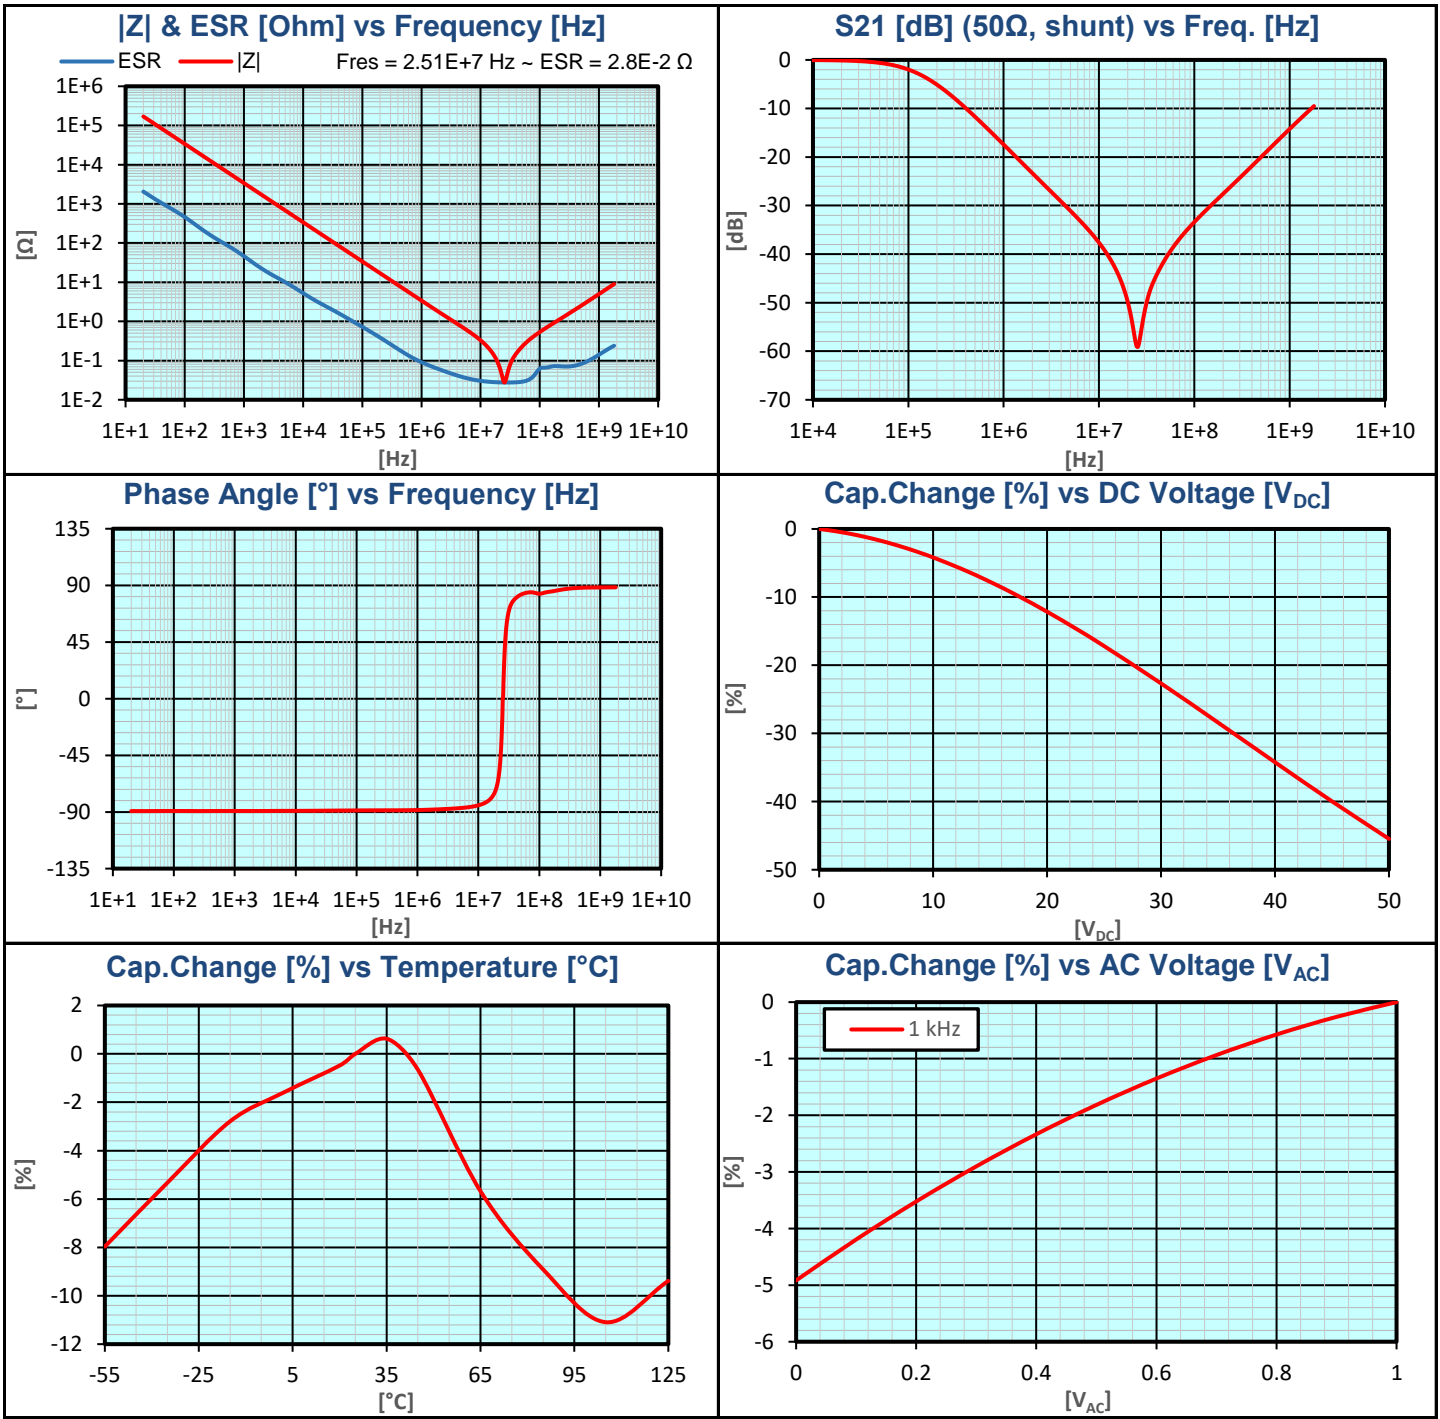 |Z| & ESR [Ohm] vs Frequency [Hz]
ESR |Z| Fres = 2.51E+7 Hz ~ ESR = 2.8E-2 Ω
1E+6
1E+5
1E+4
1E+3
1E+2
1E+1
1E+0
1E-1
1E-2
[Ω]
1E+1 1E+2 1E+3 1E+4 1E+5 1E+6 1E+7 1E+8 1E+9 1E+10
[Hz]
S21 [dB] (50Ω, shunt) vs Freq. [Hz]
0
-10
-20
-30
-40
-50
-60
-70
[dB]
1E+4 1E+5 1E+6 1E+7 1E+8 1E+9 1E+10
[Hz]
Phase Angle [°] vs Frequency [Hz]
135
90
45
0
-45
-90
-135
[°]
1E+1 1E+2 1E+3 1E+4 1E+5 1E+6 1E+7 1E+8 1E+9 1E+10
[Hz]
Cap.Change [%] vs DC Voltage [VDC]
0
-10
-20
-30
-40
-50
[%]
0 10 20 30 40 50
[VDC]
Cap.Change [%] vs Temperature [°C]
2
0
-2
-4
-6
-8
-10
-12
[%]
-55 -25 5 35 65 95 125
[°C]
Cap.Change [%] vs AC Voltage [VAC]
1 kHz
0
-1
-2
-3
-4
-5
-6
[%]
0 0.2 0.4 0.6 0.8 1
[VAC]